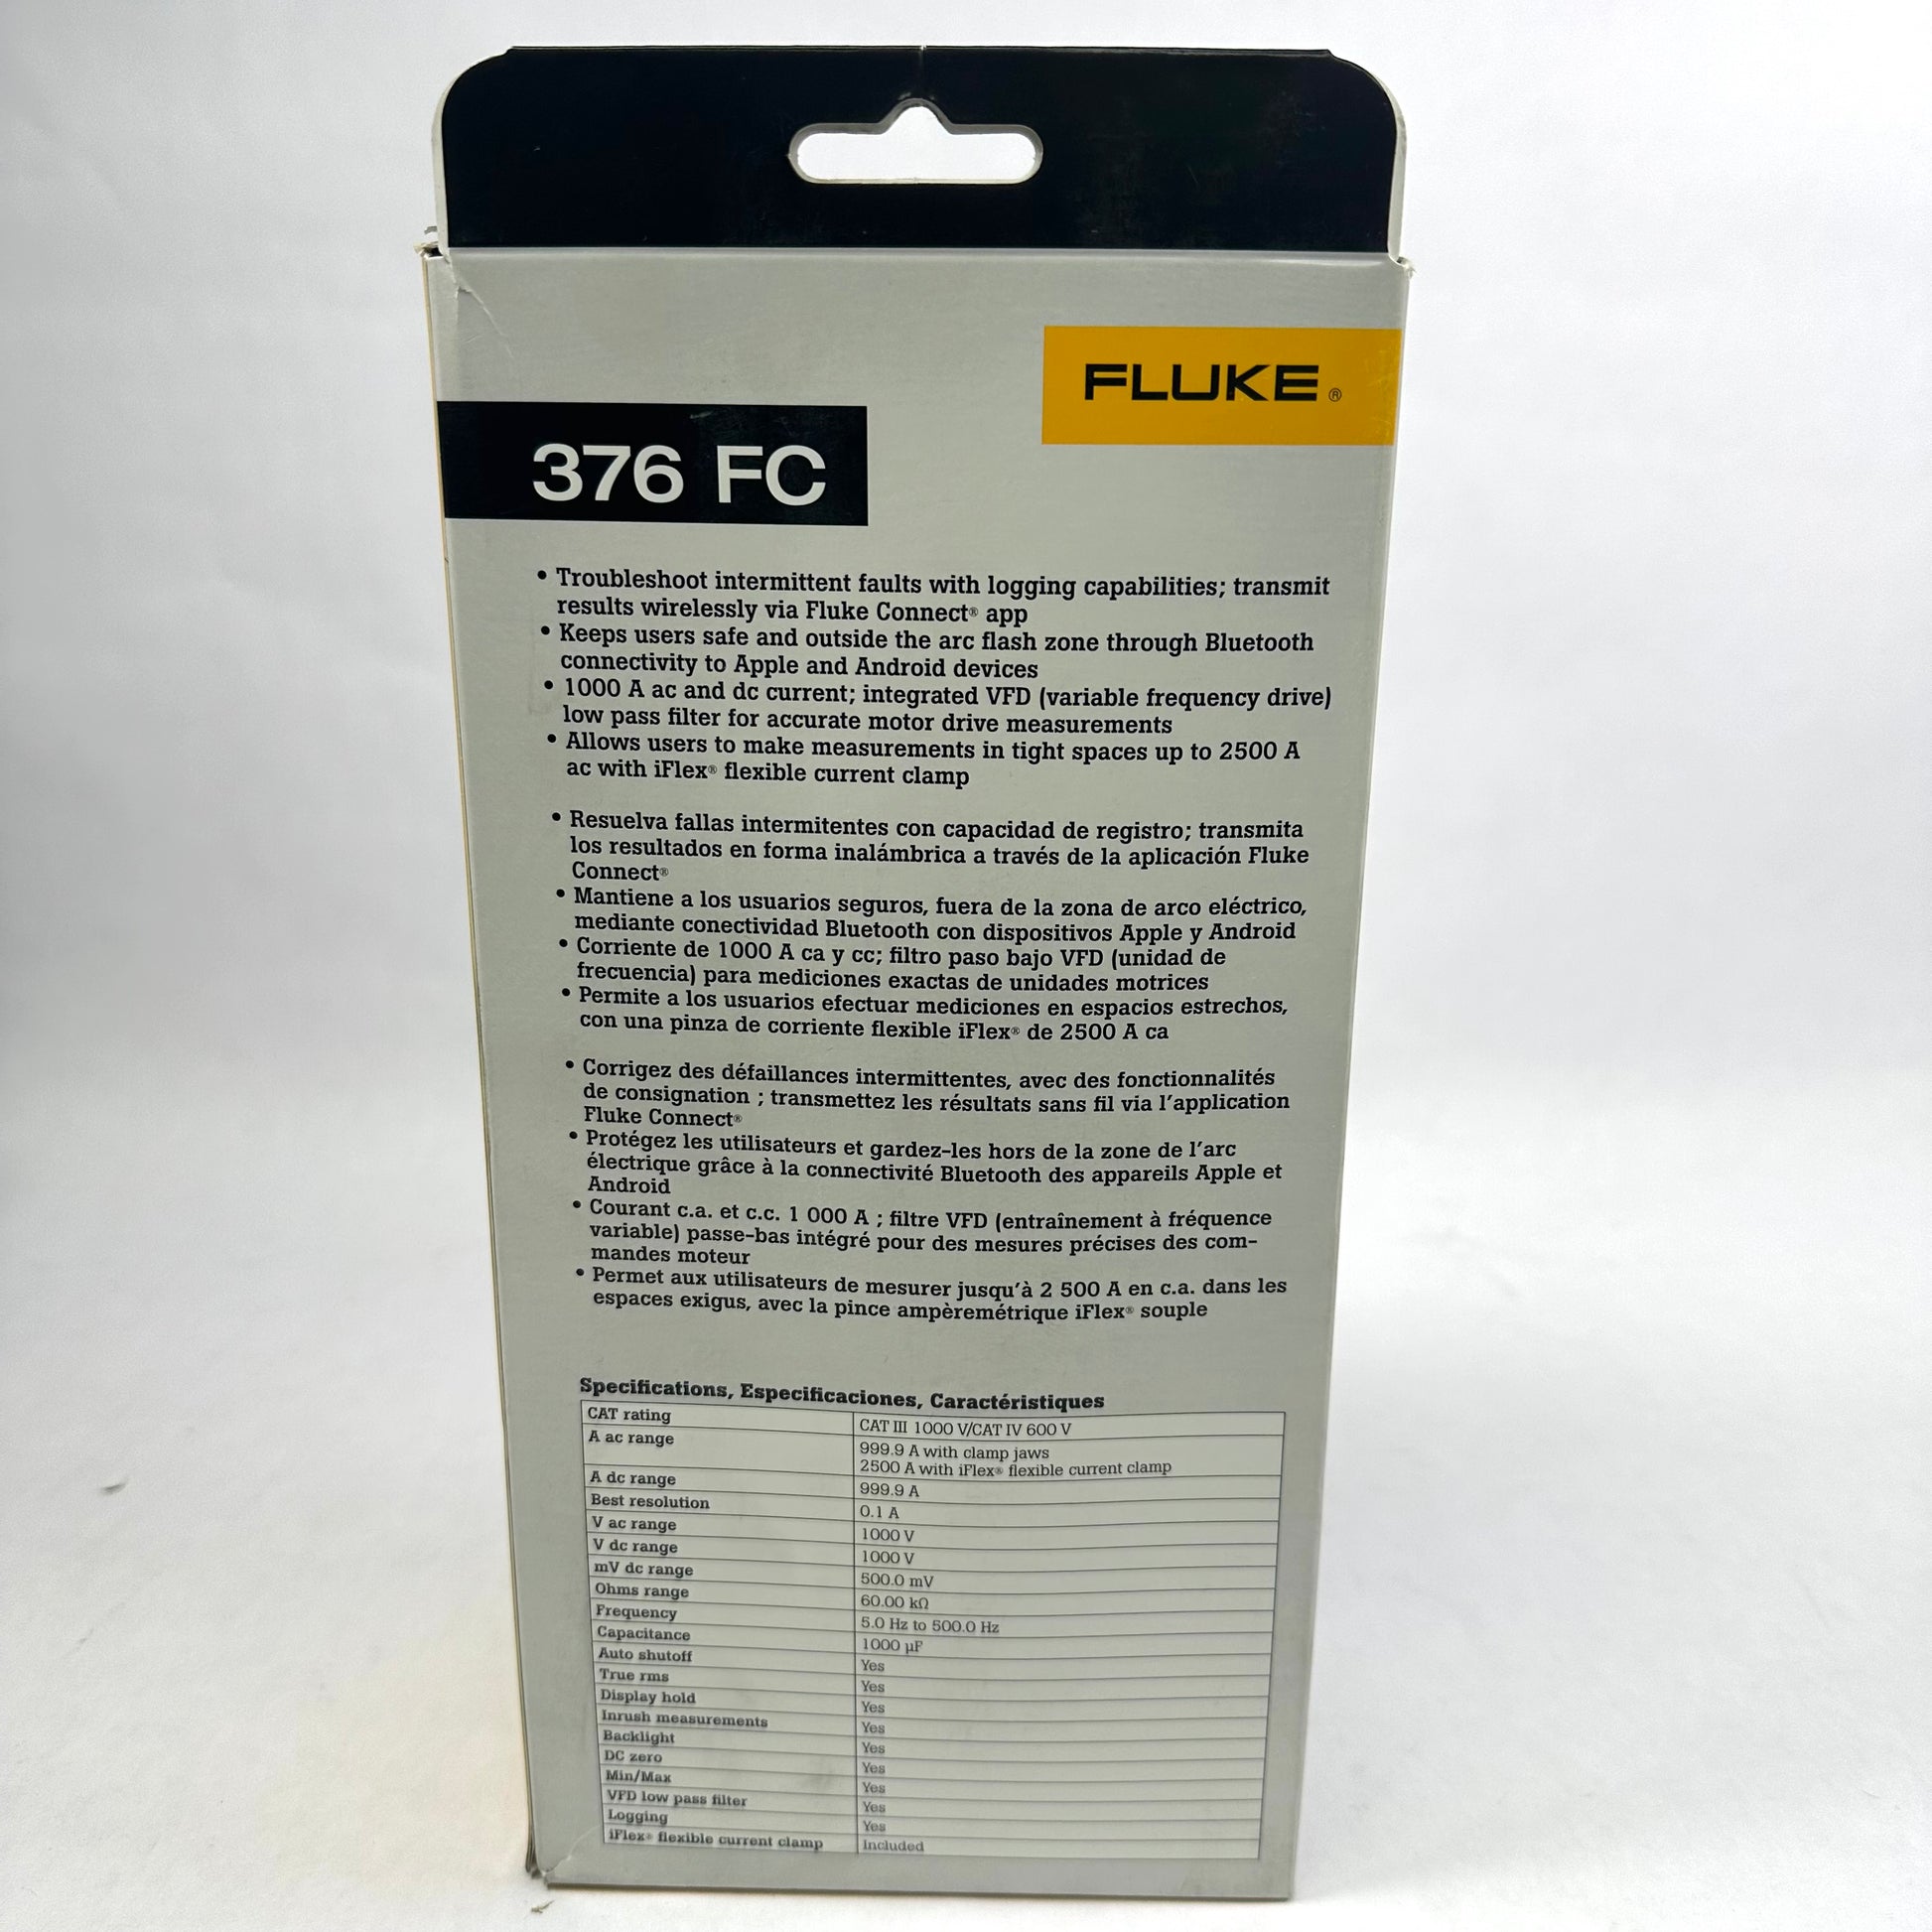 FLUKE®
376 FC
• Troubleshoot intermittent faults with logging capabilities; transmit
results wirelessly via Fluke Connect® app
• Keeps users safe and outside the arc flash zone through Bluetooth
connectivity to Apple and Android devices
• 1000 A ac and dc current; integrated VFD (variable frequency drive)
low pass filter for accurate motor drive measurements
• Allows users to make measurements in tight spaces up to 2500 A
ac with iFlex® flexible current clamp
• Resuelva fallas intermitentes con capacidad de registro; transmita
los resultados en forma inalámbrica a través de la aplicación Fluke
Connect®
• Mantiene a los usuarios seguros, fuera de la zona de arco eléctrico,
mediante conectividad Bluetooth con dispositivos Apple y Android
• Corriente de 1000 A ca y cc; filtro paso bajo VFD (unidad de
frecuencia) para mediciones exactas de unidades motrices
• Permite a los usuarios efectuar mediciones en espacios estrechos,
con una pinza de corriente flexible iFlex® de 2500 A ca
• Corrigez des défaillances intermittentes, avec des fonctionnalités
de consignation ; transmettez les résultats sans fil via l'application
Fluke Connect®
• Protégez les utilisateurs et gardez-les hors de la zone de l'arc
électrique grâce à la connectivité Bluetooth des appareils Apple et
Android
• Courant c.a. et c.c. 1 000 A ; filtre VFD (entraînement à fréquence
variable) passe-bas intégré pour des mesures précises des com-
mandes moteur
• Permet aux utilisateurs de mesurer jusqu'à 2 500 A en c.a. dans les
espaces exigus, avec la pince ampèremétrique iFlex® souple
Specifications, Especificaciones, Caractéristiques
CAT rating CAT III 1000 V/CAT IV 600 V
A ac range 999.9 A with clamp jaws
2500 A with iFlex® flexible current clamp
A dc range 999.9 A
Best resolution 0.1 A
V ac range 1000 V
V dc range 1000 V
mV dc range 500.0 mV
Ohms range 60.00 kΩ
Frequency 5.0 Hz to 500.0 Hz
Capacitance 1000 µF
Auto shutoff Yes
True rms Yes
Display hold Yes
Inrush measurements Yes
Backlight Yes
DC zero Yes
Min/Max Yes
VFD low pass filter Yes
Logging Yes
iFlex® flexible current clamp Included